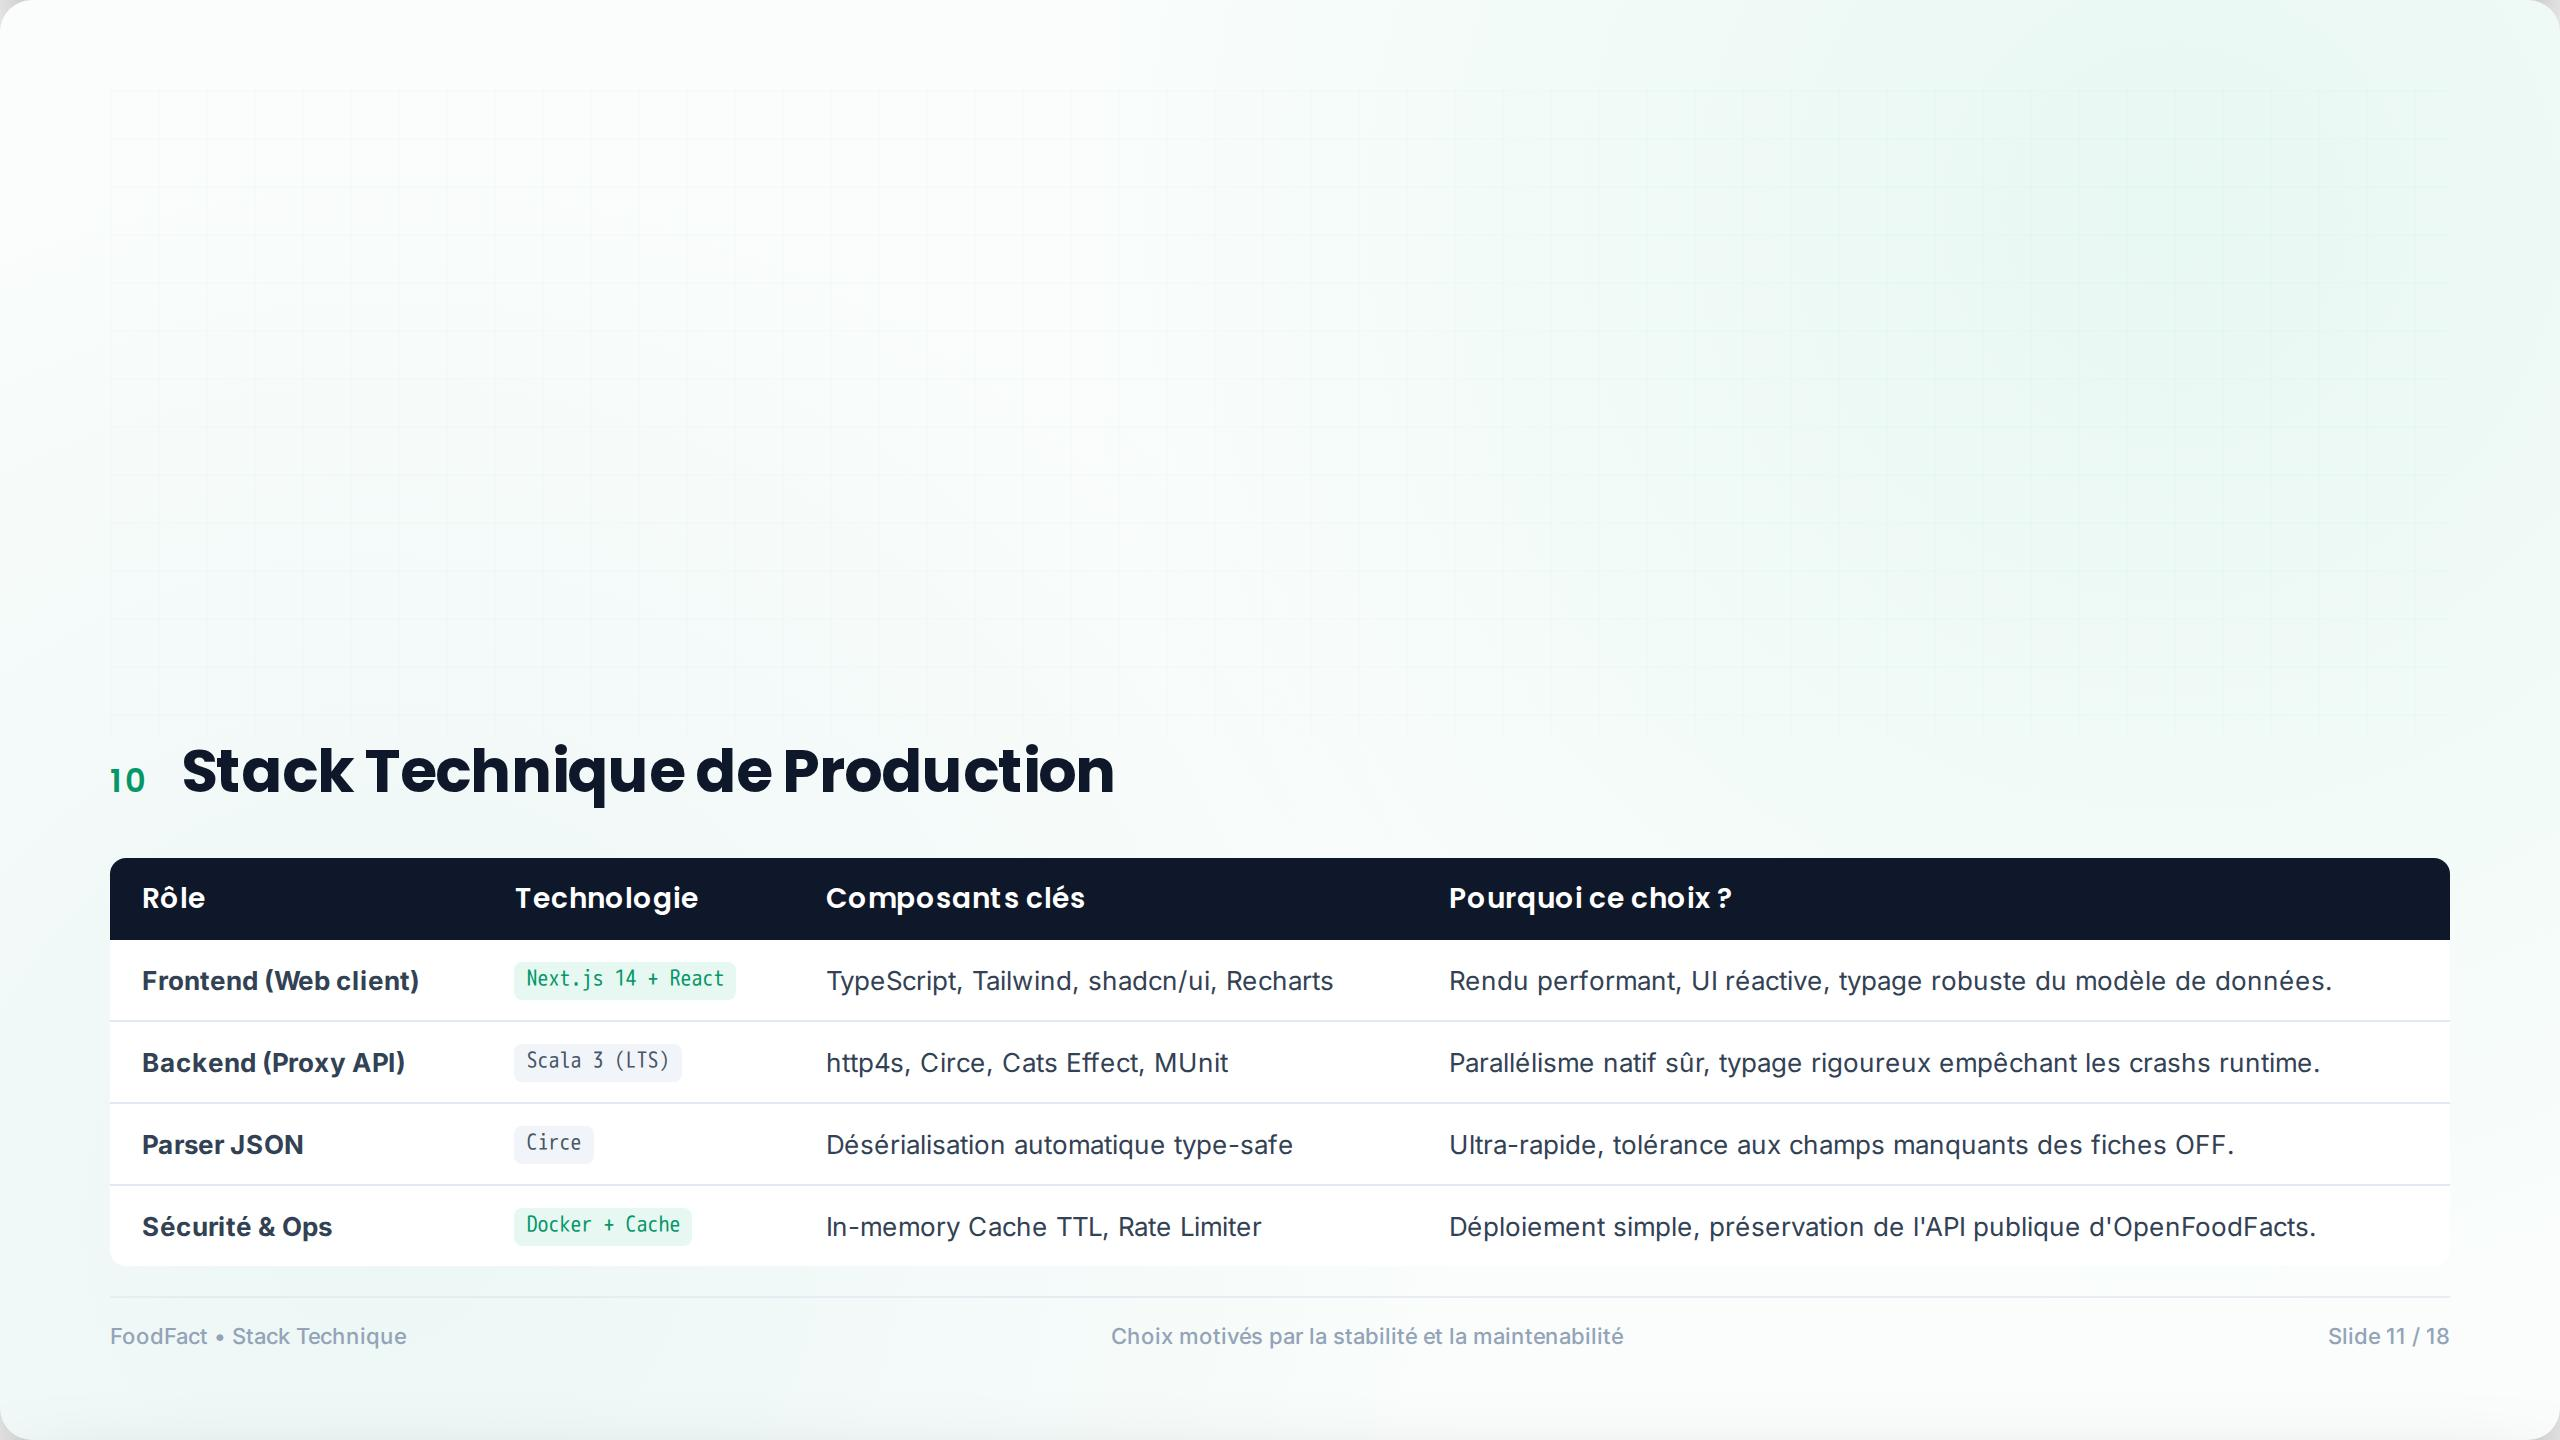 10 Stack Technique de Production
Rôle Technologie Composants clés Pourquoi ce choix ?
Frontend (Web client) Next.js 14 + React TypeScript, Tailwind, shadcn/ui, Recharts Rendu performant, UI réactive, typage robuste du modèle de données.
Backend (Proxy API) Scala 3 (LTS) http4s, Circe, Cats Effect, MUnit Parallélisme natif sûr, typage rigoureux empêchant les crashs runtime.
Parser JSON Circe Désérialisation automatique type-safe Ultra-rapide, tolérance aux champs manquants des fiches OFF.
Sécurité & Ops Docker + Cache In-memory Cache TTL, Rate Limiter Déploiement simple, préservation de l'API publique d'OpenFoodFacts.
FoodFact • Stack Technique Choix motivés par la stabilité et la maintenabilité Slide 11 / 18